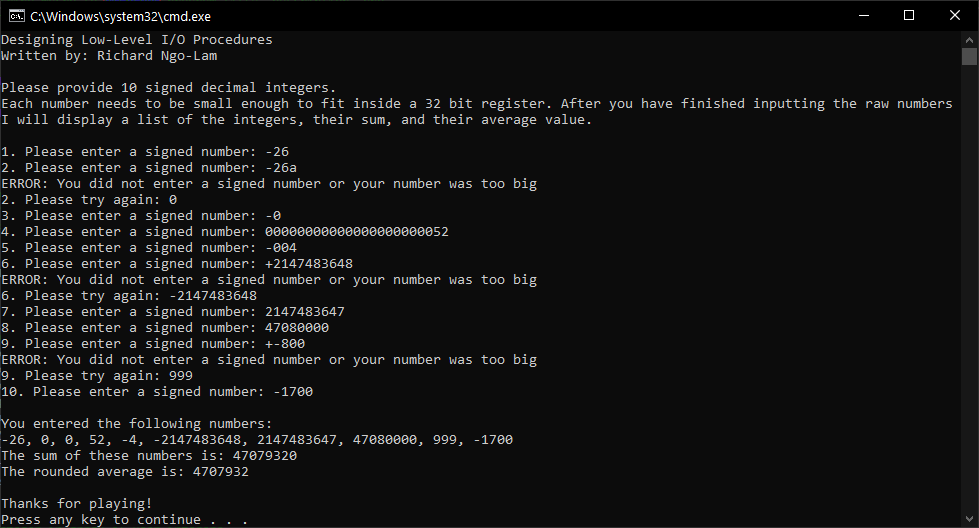 C:\Windows\system32\cmd.exe
Designing Low-Level I/O Procedures
Written by: Richard Ngo-Lam
Please provide 10 signed decimal integers.
Each number needs to be small enough to fit inside a 32 bit register. After you have finished inputting the raw numbers
I will display a list of the integers, their sum, and their average value.
1. Please enter a signed number: -26
2. Please enter a signed number: -26a
ERROR: You did not enter a signed number or your number was too big
2. Please try again: 0
3. Please enter a signed number: -0
4. Please enter a signed number: 00000000000000000000052
5. Please enter a signed number: -004
6. Please enter a signed number: +2147483648
ERROR: You did not enter a signed number or your number was too big
6. Please try again: -2147483648
7. Please enter a signed number: 2147483647
8. Please enter a signed number: 47080000
9. Please enter a signed number: +-800
ERROR: You did not enter a signed number or your number was too big
9. Please try again: 999
10. Please enter a signed number: -1700
You entered the following numbers:
-26, 0, 0, 52, -4, -2147483648, 2147483647, 47080000, 999, -1700
The sum of these numbers is: 47079320
The rounded average is: 4707932
Thanks for playing!
Press any key to continue . . .